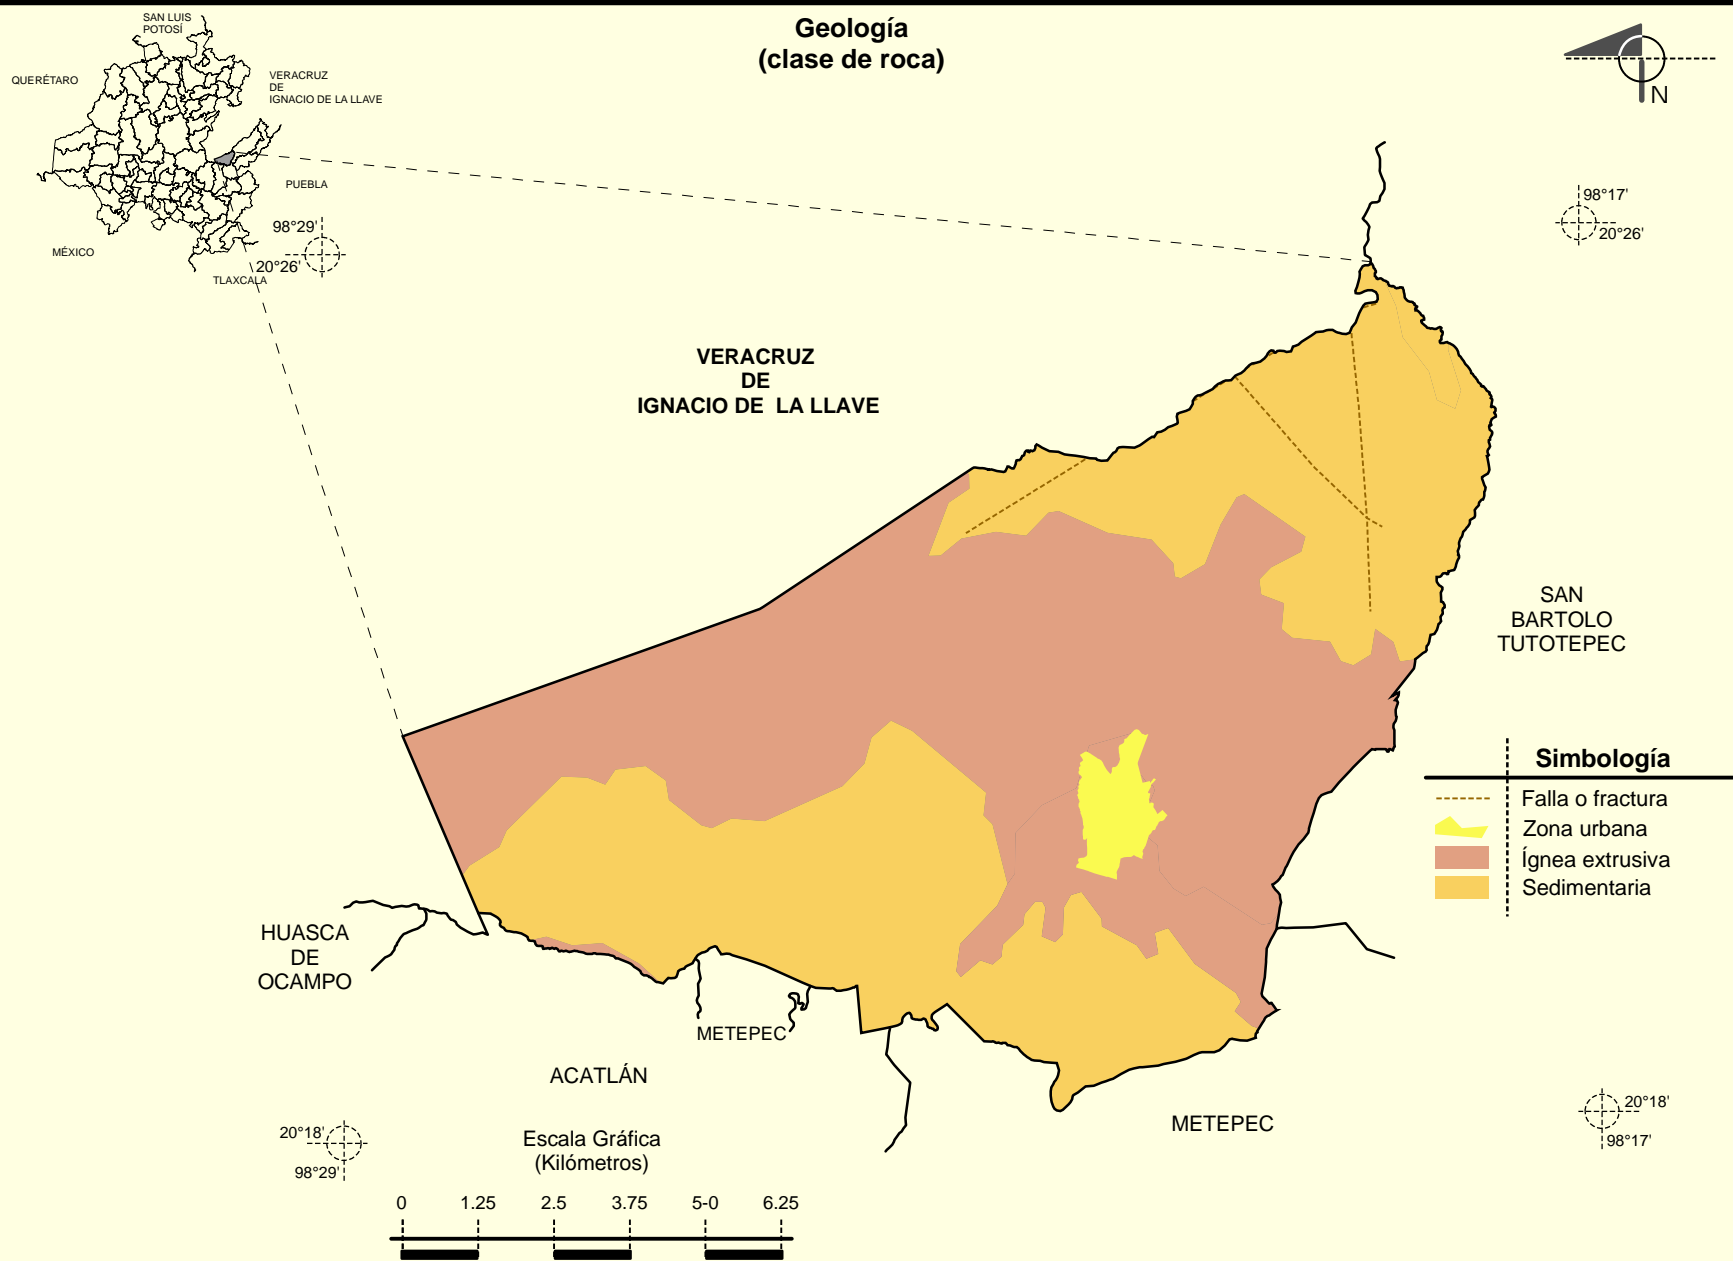 Geología
(clase de roca)
SAN LUIS
POTOSÍ
QUERÉTARO
VERACRUZ
DE
IGNACIO DE LA LLAVE
PUEBLA
MÉXICO
TLAXCALA
N
98°29'
20°26'
98°17'
20°26'
VERACRUZ
DE
IGNACIO DE LA LLAVE
SAN
BARTOLO
TUTOTEPEC
Simbología
Falla o fractura
Zona urbana
Ígnea extrusiva
Sedimentaria
HUASCA
DE
OCAMPO
METEPEC
ACATLÁN
METEPEC
20°18'
98°29'
20°18'
98°17'
Escala Gráfica
(Kilómetros)
0 1.25 2.5 3.75 5-0 6.25